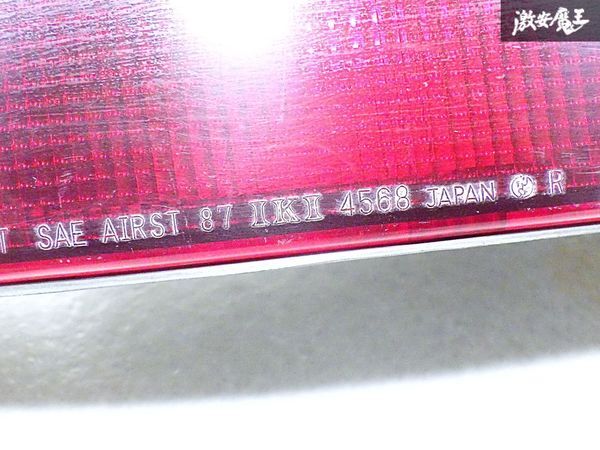 激安魔王
T SAE AIRST 87 IKI 4568 JAPAN R